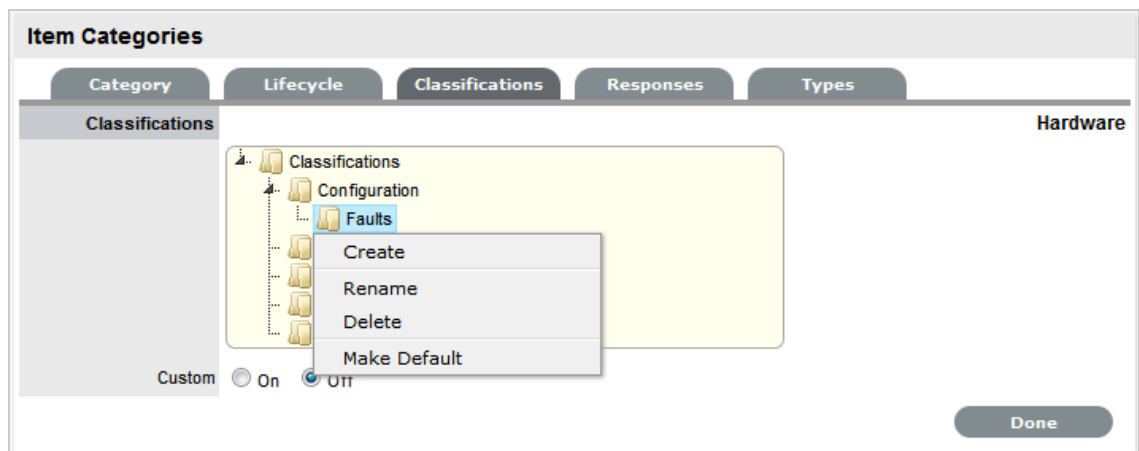 Item Categories
Category Lifecycle Classifications Responses Types
Classifications Hardware
Classifications
Configuration
Faults
Create
Rename
Delete
Make Default
Custom On Off
Done